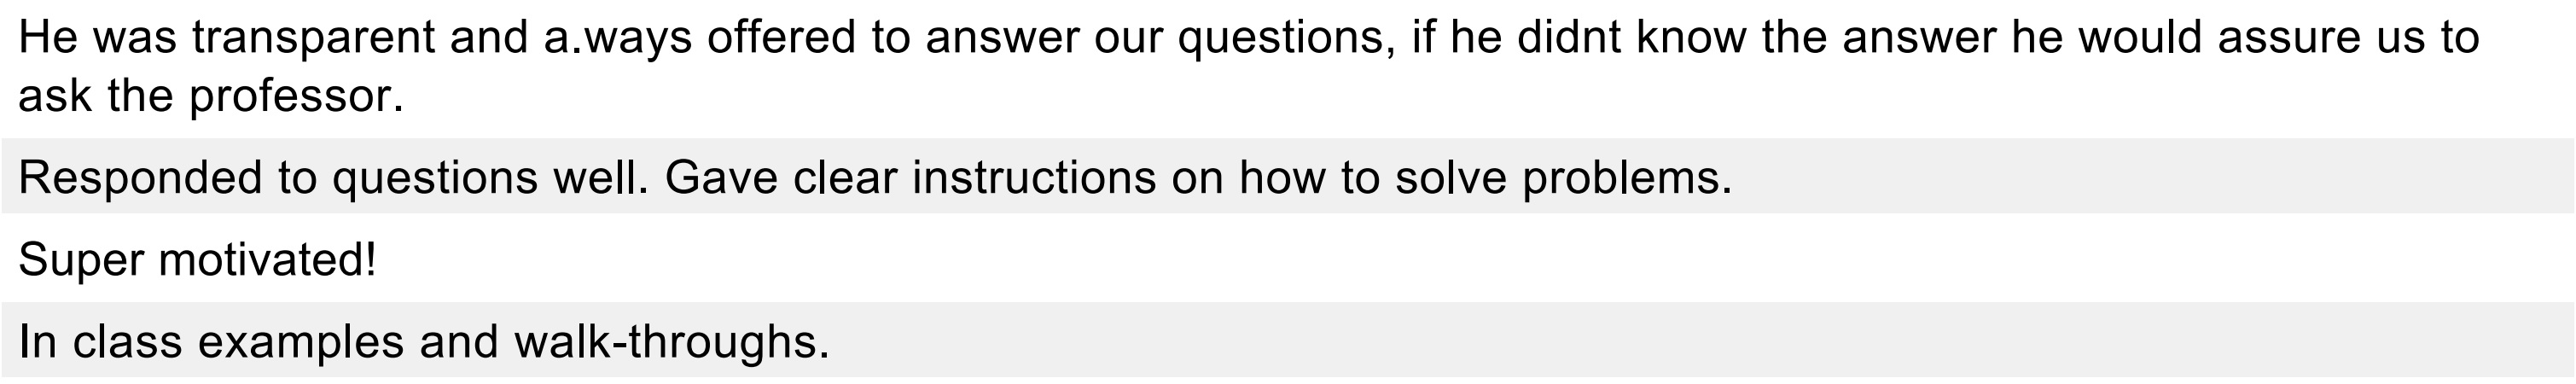 He was transparent and a.ways offered to answer our questions, if he didnt know the answer he would assure us to
ask the professor.
Responded to questions well. Gave clear instructions on how to solve problems.
Super motivated!
In class examples and walk-throughs.